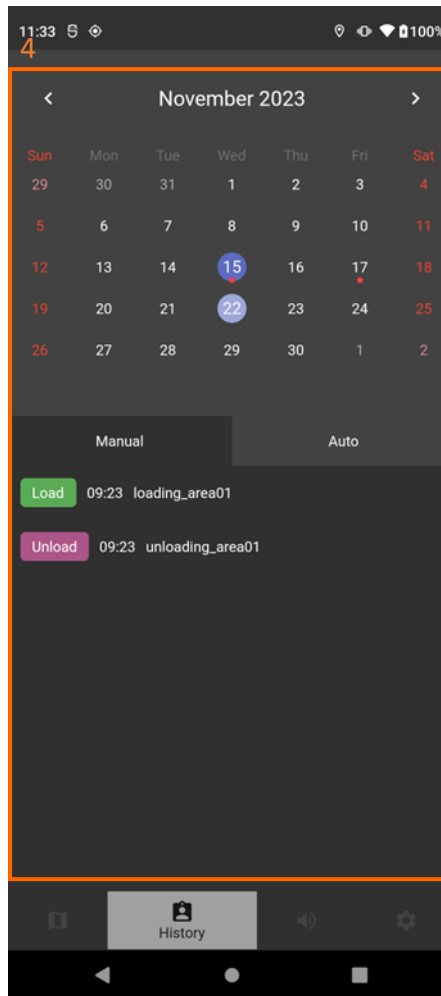 11:33 100%
4
November 2023
Sun Mon Tue Wed Thu Fri Sat
29 30 31 1 2 3 4
5 6 7 8 9 10 11
12 13 14 15 16 17 18
19 20 21 22 23 24 25
26 27 28 29 30 1 2
Manual Auto
Load 09:23 loading_area01
Unload 09:23 unloading_area01
History